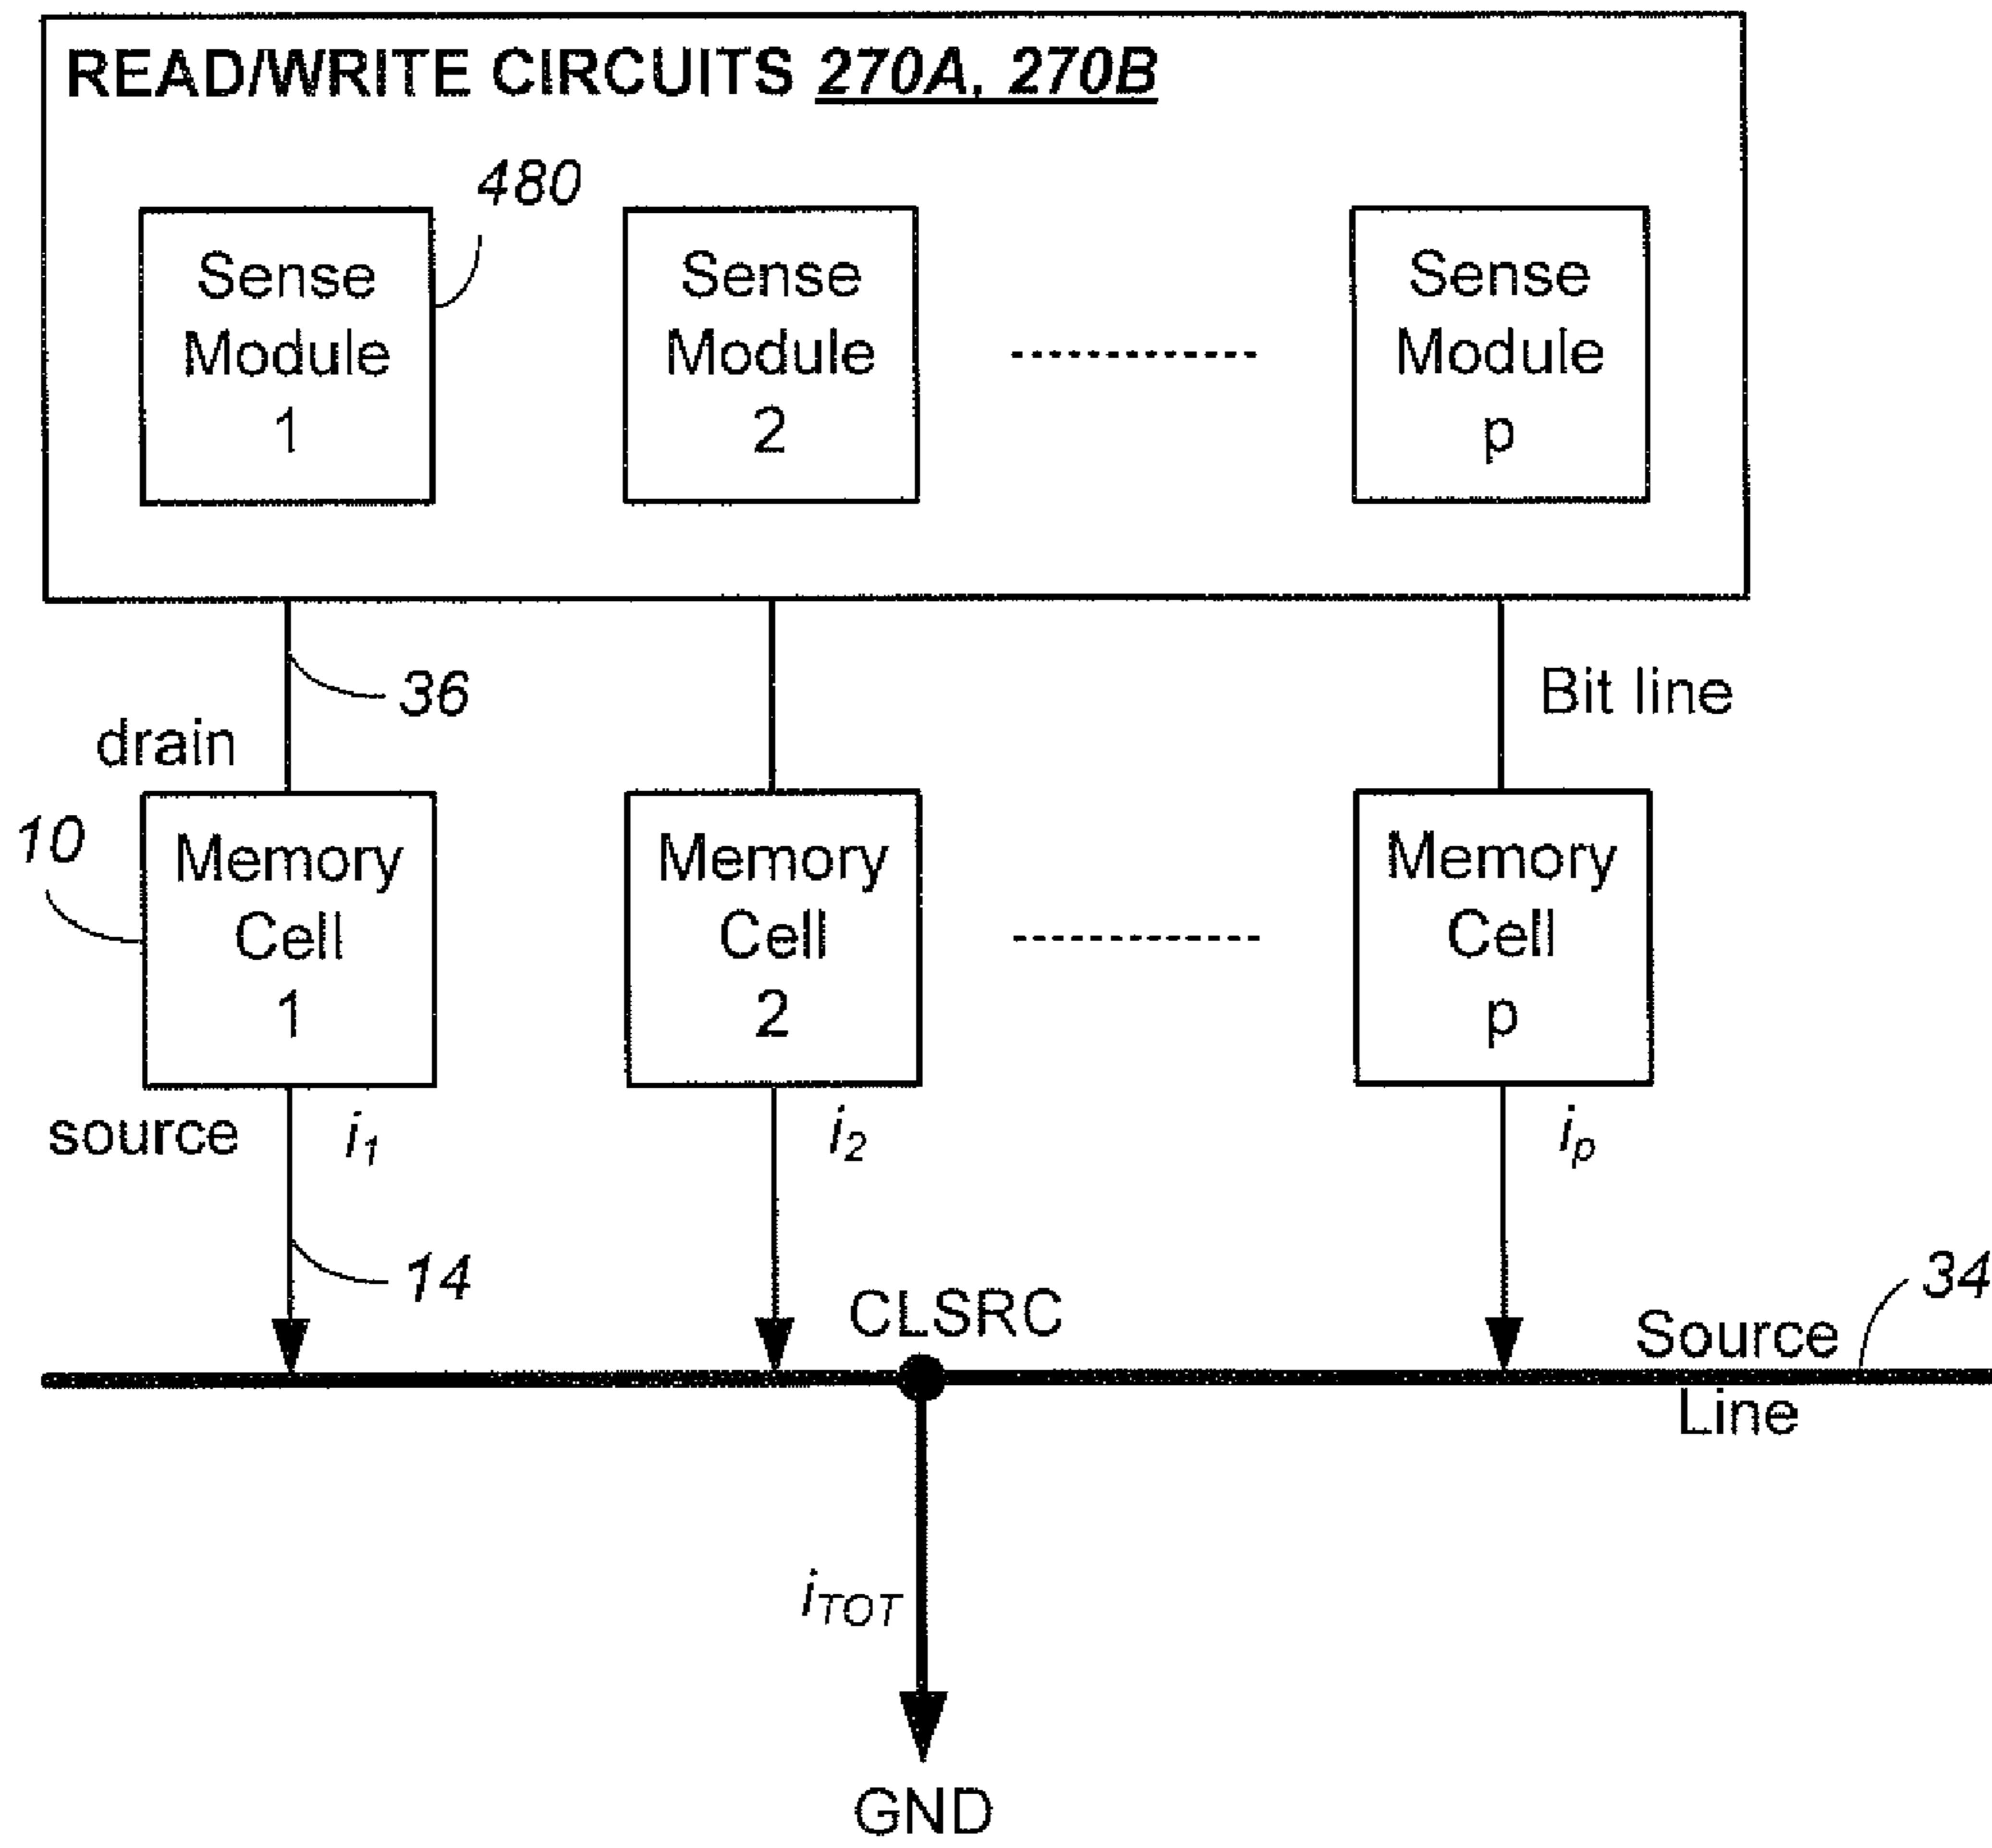 READ/WRITE CIRCUITS 270A, 270B
480
Sense
Module
1
Sense
Module
2
Sense
Module
p
36
drain
Bit line
10
Memory
Cell
1
Memory
Cell
2
Memory
Cell
p
source
i1
i2
ip
14
CLSRC
Source
Line
34
iTOT
GND